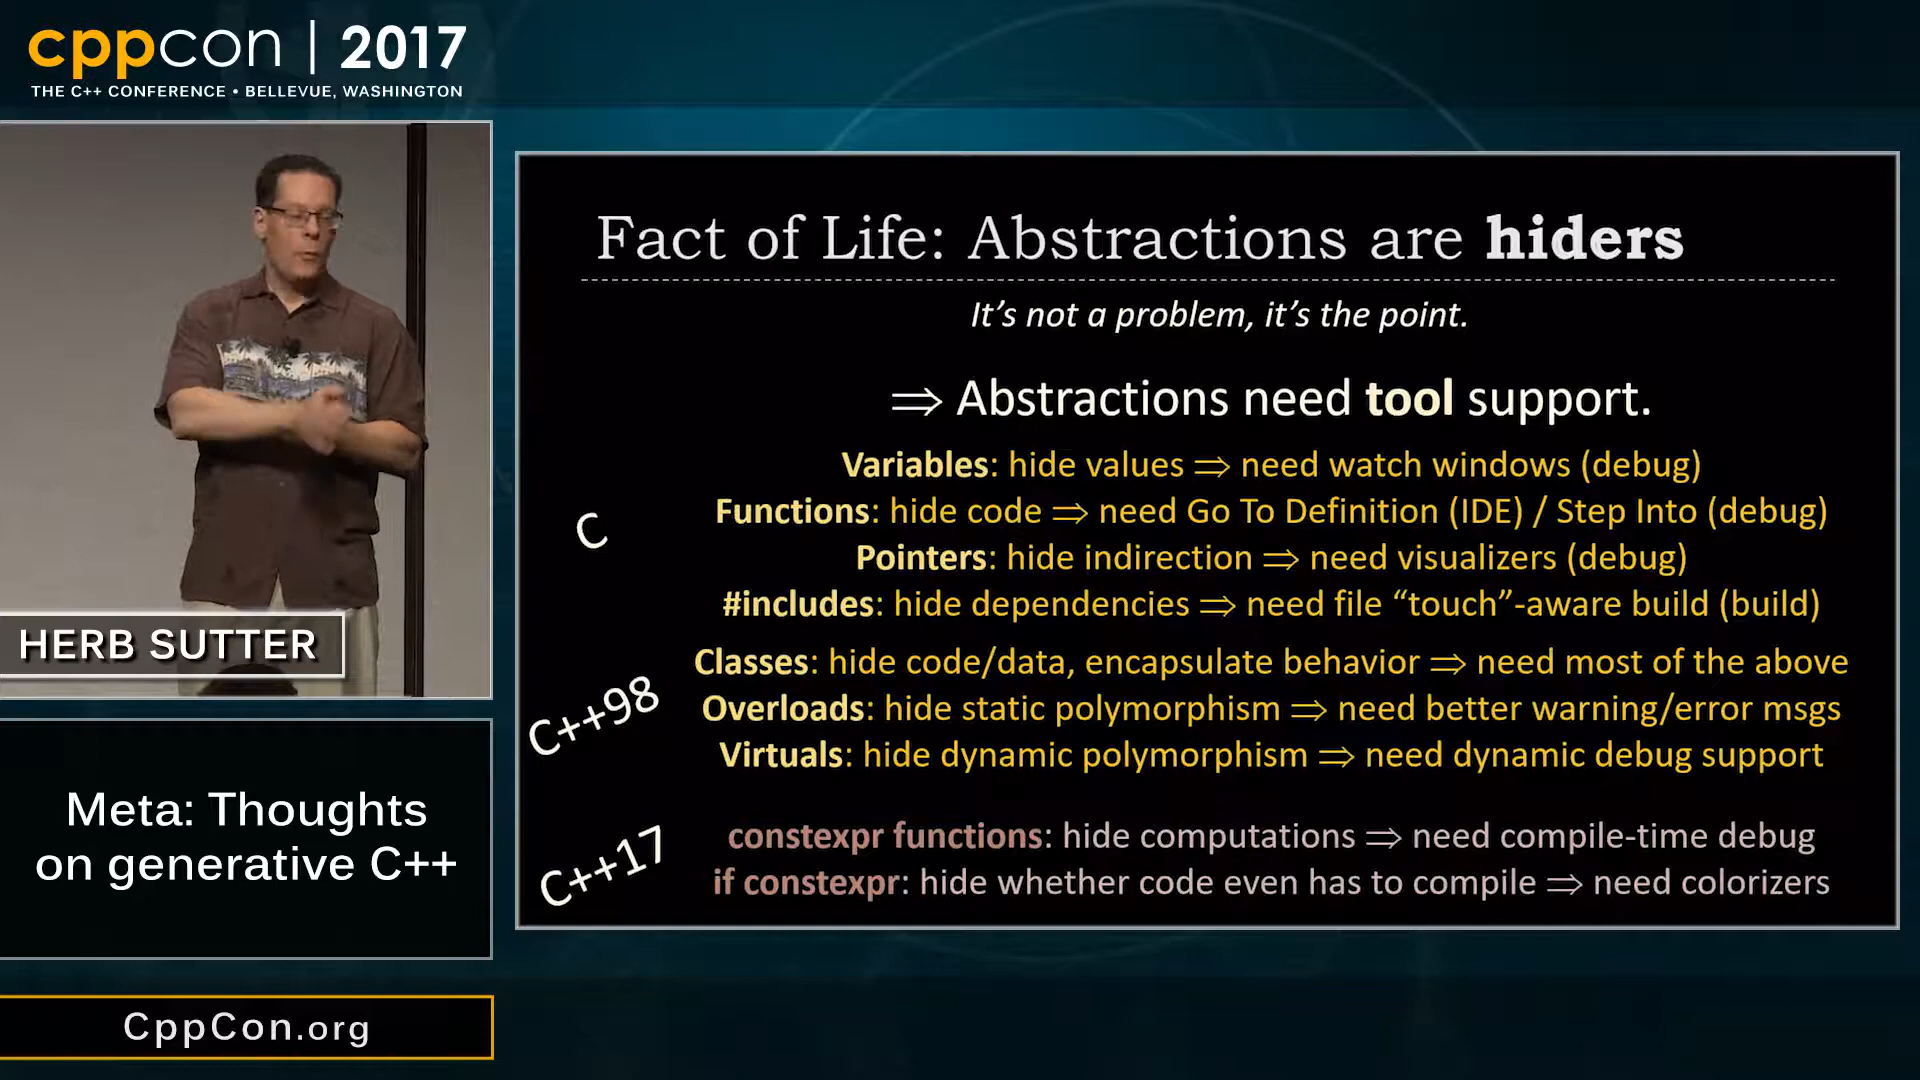 cppcon | 2017
THE C++ CONFERENCE • BELLEVUE, WASHINGTON
HERB SUTTER
Meta: Thoughts
on generative C++
CppCon.org
Fact of Life: Abstractions are hiders
It’s not a problem, it’s the point.
⇒ Abstractions need tool support.
C
Variables: hide values ⇒ need watch windows (debug)
Functions: hide code ⇒ need Go To Definition (IDE) / Step Into (debug)
Pointers: hide indirection ⇒ need visualizers (debug)
#includes: hide dependencies ⇒ need file “touch”-aware build (build)
C++98
Classes: hide code/data, encapsulate behavior ⇒ need most of the above
Overloads: hide static polymorphism ⇒ need better warning/error msgs
Virtuals: hide dynamic polymorphism ⇒ need dynamic debug support
C++17
constexpr functions: hide computations ⇒ need compile-time debug
if constexpr: hide whether code even has to compile ⇒ need colorizers